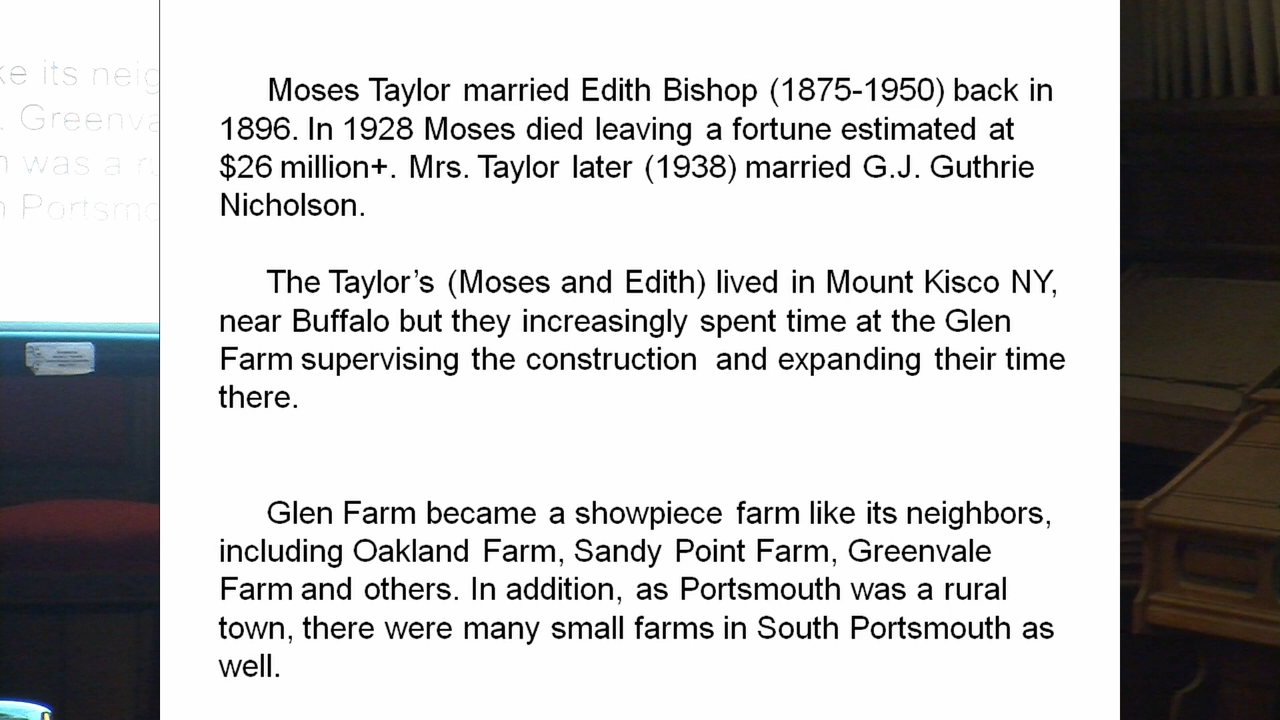 Moses Taylor married Edith Bishop (1875-1950) back in
1896. In 1928 Moses died leaving a fortune estimated at
$26 million+. Mrs. Taylor later (1938) married G.J. Guthrie
Nicholson.
The Taylor’s (Moses and Edith) lived in Mount Kisco NY,
near Buffalo but they increasingly spent time at the Glen
Farm supervising the construction and expanding their time
there.
Glen Farm became a showpiece farm like its neighbors,
including Oakland Farm, Sandy Point Farm, Greenvale
Farm and others. In addition, as Portsmouth was a rural
town, there were many small farms in South Portsmouth as
well.